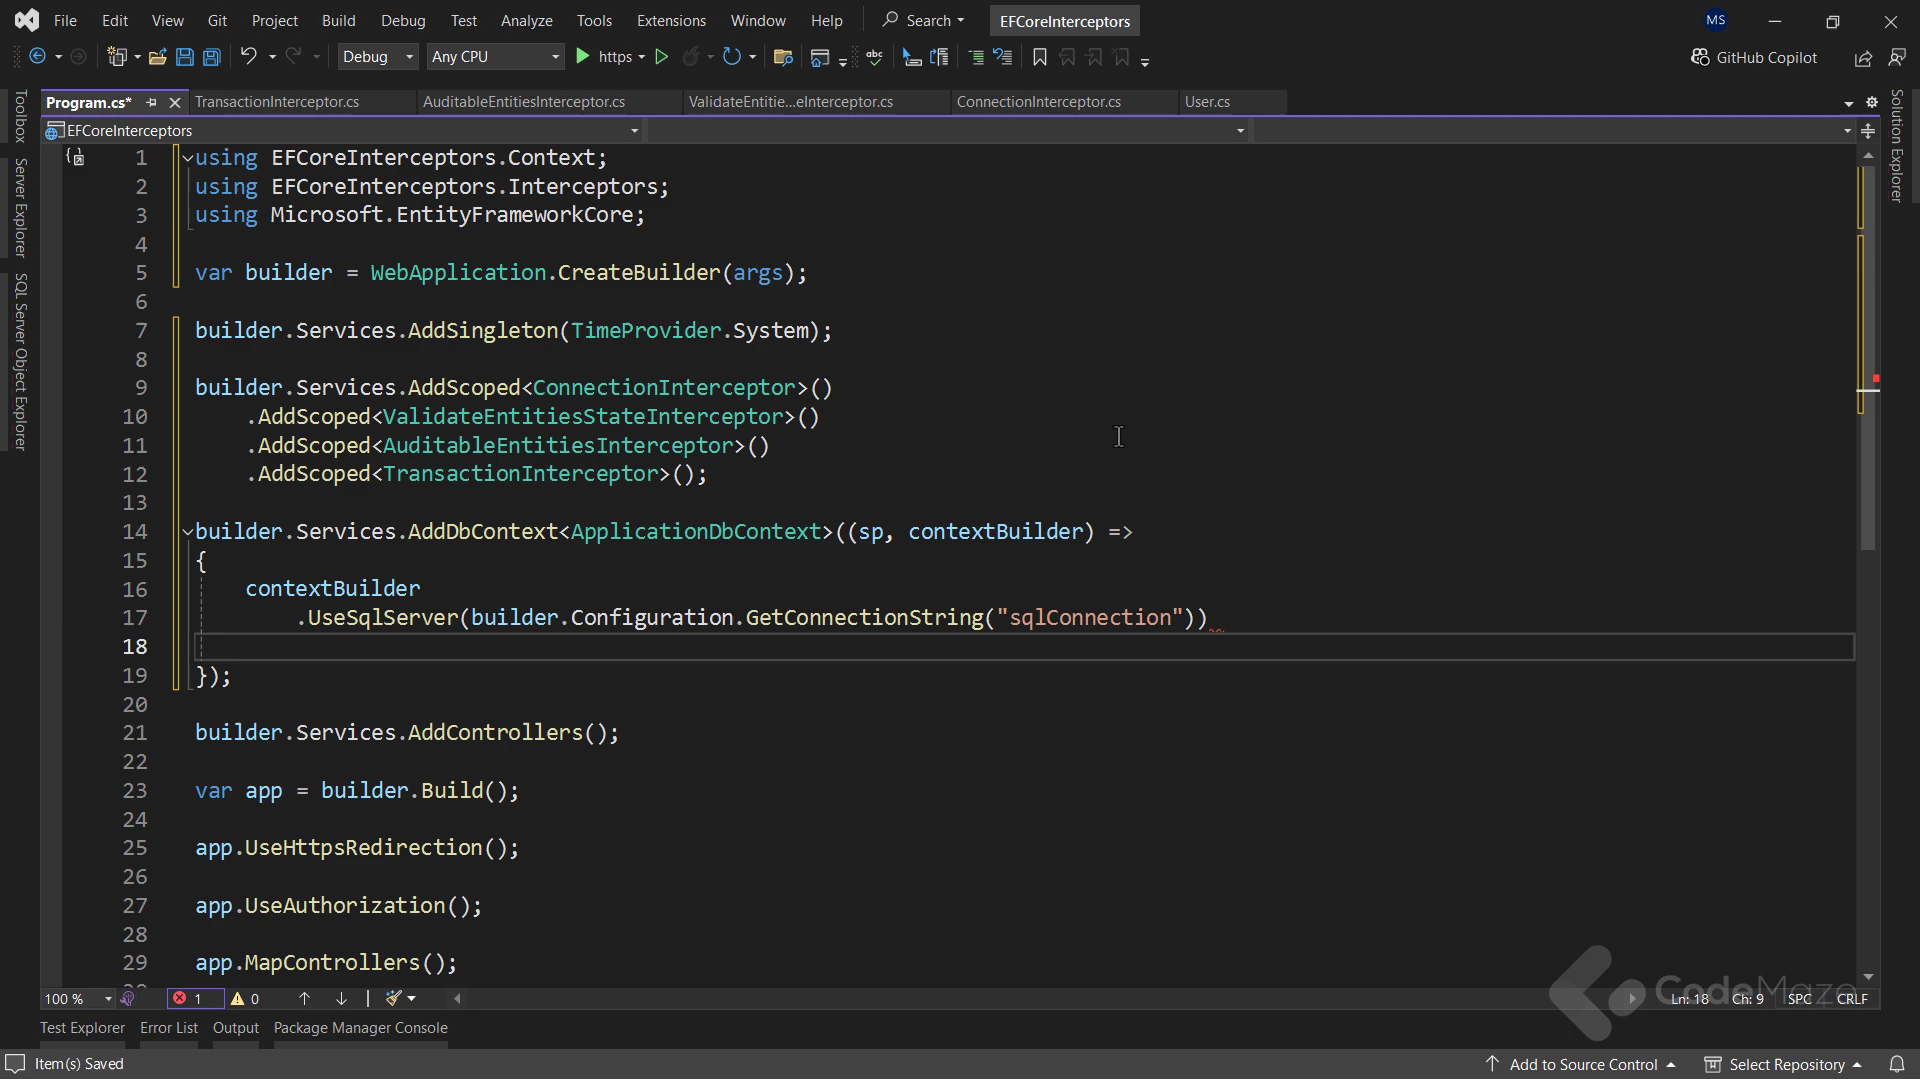 File Edit View Git Project Build Debug Test Analyze Tools Extensions Window Help Search EFCoreInterceptors MS
Debug Any CPU https abc GitHub Copilot
Program.cs* TransactionInterceptor.cs AuditableEntitiesInterceptor.cs ValidateEntitie...eInterceptor.cs ConnectionInterceptor.cs User.cs
EFCoreInterceptors
Toolbox
Server Explorer
SQL Server Object Explorer
Solution Explorer
1 using EFCoreInterceptors.Context;
2 using EFCoreInterceptors.Interceptors;
3 using Microsoft.EntityFrameworkCore;
4
5 var builder = WebApplication.CreateBuilder(args);
6
7 builder.Services.AddSingleton(TimeProvider.System);
8
9 builder.Services.AddScoped<ConnectionInterceptor>()
10 .AddScoped<ValidateEntitiesStateInterceptor>()
11 .AddScoped<AuditableEntitiesInterceptor>()
12 .AddScoped<TransactionInterceptor>();
13
14 builder.Services.AddDbContext<ApplicationDbContext>((sp, contextBuilder) =>
15 {
16 contextBuilder
17 .UseSqlServer(builder.Configuration.GetConnectionString("sqlConnection"))
18
19 });
20
21 builder.Services.AddControllers();
22
23 var app = builder.Build();
24
25 app.UseHttpsRedirection();
26
27 app.UseAuthorization();
28
29 app.MapControllers();
CodeMaze
100 % 1 0 Ln: 18 Ch: 9 SPC CRLF
Test Explorer Error List Output Package Manager Console
Item(s) Saved Add to Source Control Select Repository